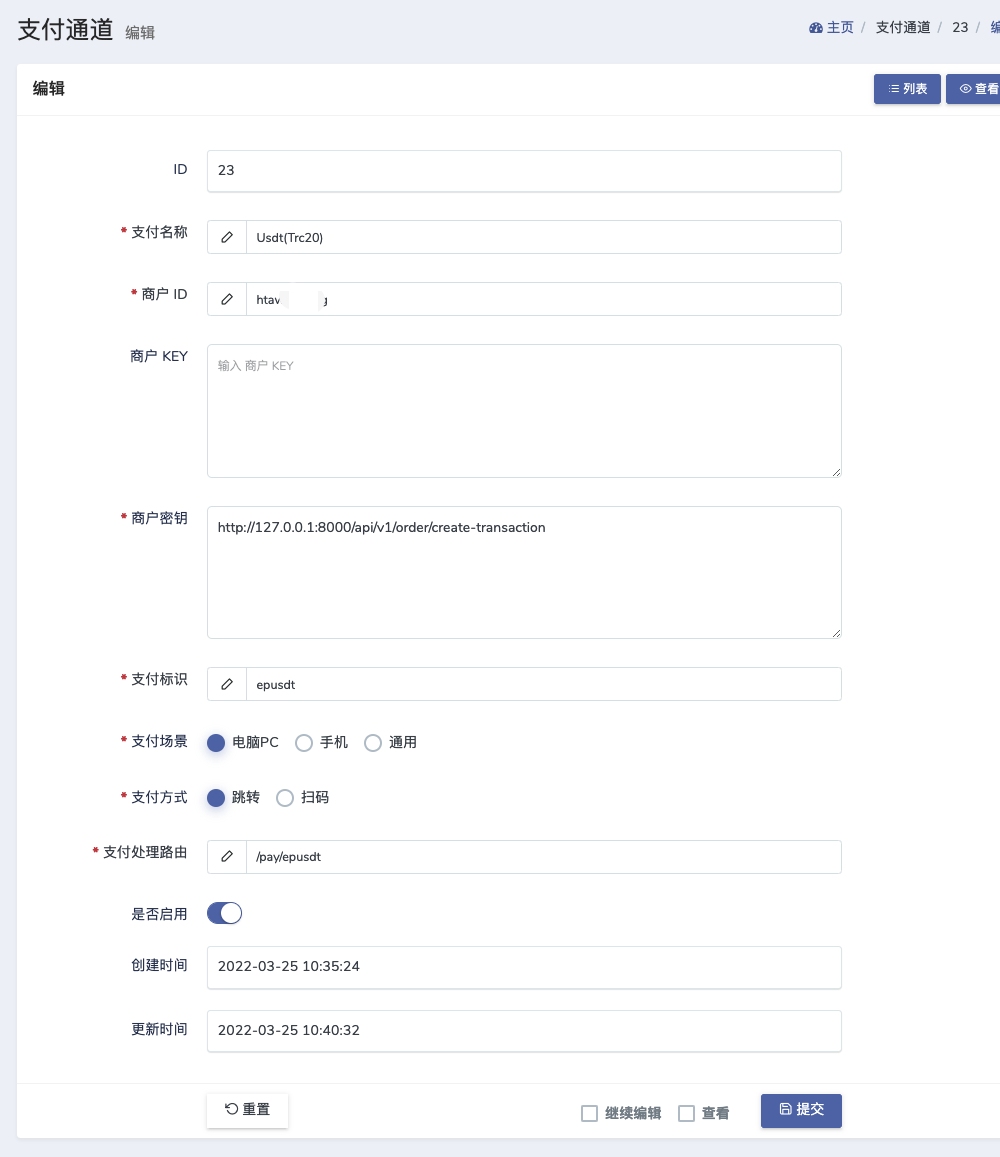 支付通道 编辑
主页 / 支付通道 / 23 / 编
编辑
列表 查看
ID 23
* 支付名称 Usdt(Trc20)
* 商户 ID htav
商户 KEY 输入 商户 KEY
* 商户密钥 http://127.0.0.1:8000/api/v1/order/create-transaction
* 支付标识 epusdt
* 支付场景 电脑PC 手机 通用
* 支付方式 跳转 扫码
* 支付处理路由 /pay/epusdt
是否启用
创建时间 2022-03-25 10:35:24
更新时间 2022-03-25 10:40:32
重置 继续编辑 查看 提交